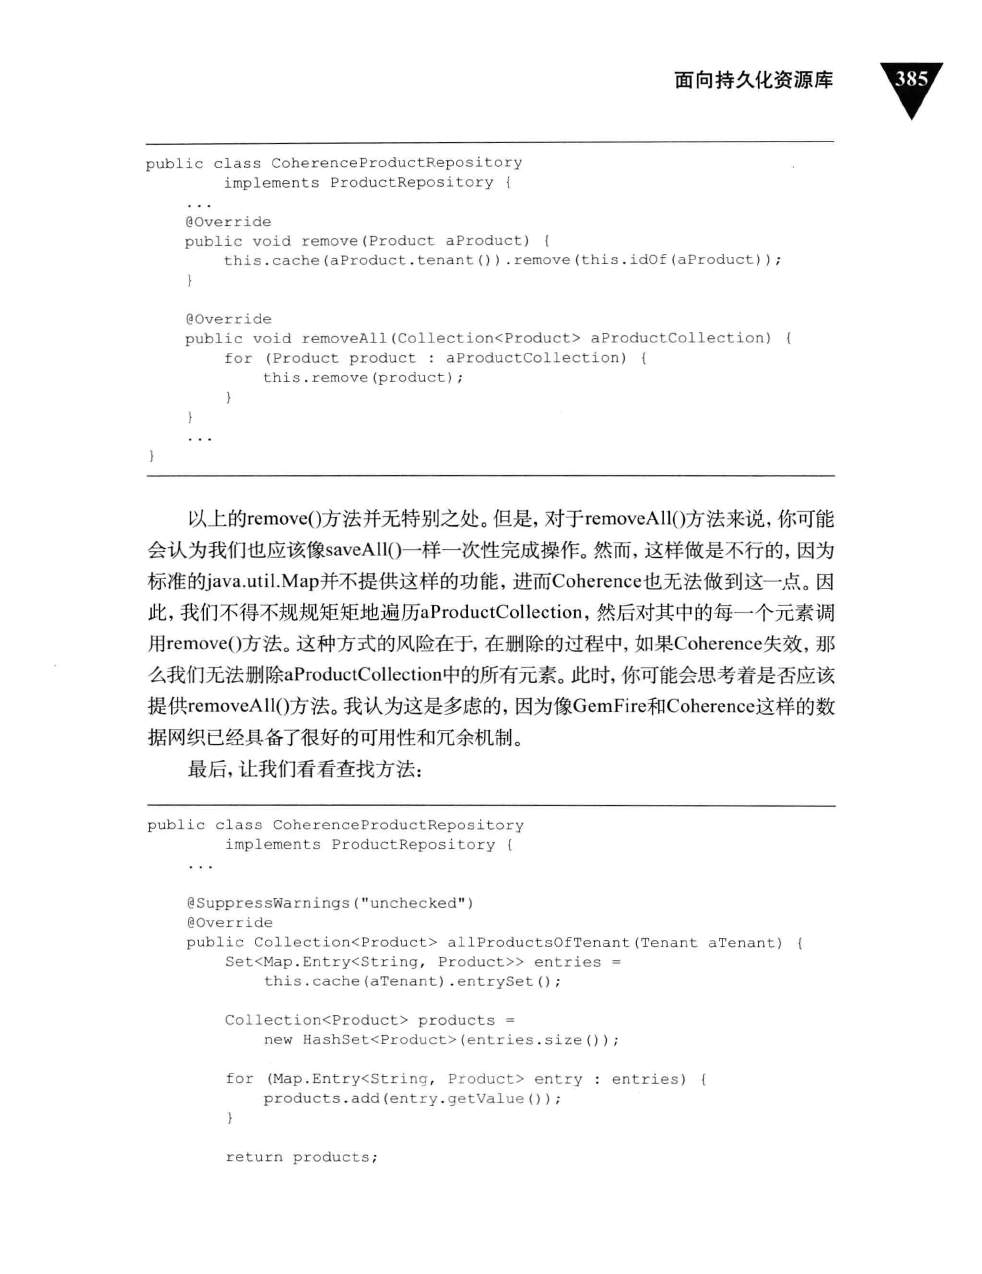 面向持久化资源库
385
public class CoherenceProductRepository
        implements ProductRepository {
    ...
    @Override
    public void remove(Product aProduct) {
        this.cache(aProduct.tenant()).remove(this.idOf(aProduct));
    }

    @Override
    public void removeAll(Collection<Product> aProductCollection) {
        for (Product product : aProductCollection) {
            this.remove(product);
        }
    }
    ...
}
以上的remove()方法并无特别之处。但是，对于removeAll()方法来说，你可能
会认为我们也应该像saveAll()一样一次性完成操作。然而，这样做是不行的，因为
标准的java.util.Map并不提供这样的功能，进而Coherence也无法做到这一点。因
此，我们不得不规规矩矩地遍历aProductCollection，然后对其中的每一个元素调
用remove()方法。这种方式的风险在于，在删除的过程中，如果Coherence失效，那
么我们无法删除aProductCollection中的所有元素。此时，你可能会思考着是否应该
提供removeAll()方法。我认为这是多虑的，因为像GemFire和Coherence这样的数
据网织已经具备了很好的可用性和冗余机制。
最后，让我们看看查找方法：
public class CoherenceProductRepository
        implements ProductRepository {
    ...

    @SuppressWarnings("unchecked")
    @Override
    public Collection<Product> allProductsOfTenant(Tenant aTenant) {
        Set<Map.Entry<String, Product>> entries =
            this.cache(aTenant).entrySet();

        Collection<Product> products =
            new HashSet<Product>(entries.size());

        for (Map.Entry<String, Product> entry : entries) {
            products.add(entry.getValue());
        }

        return products;